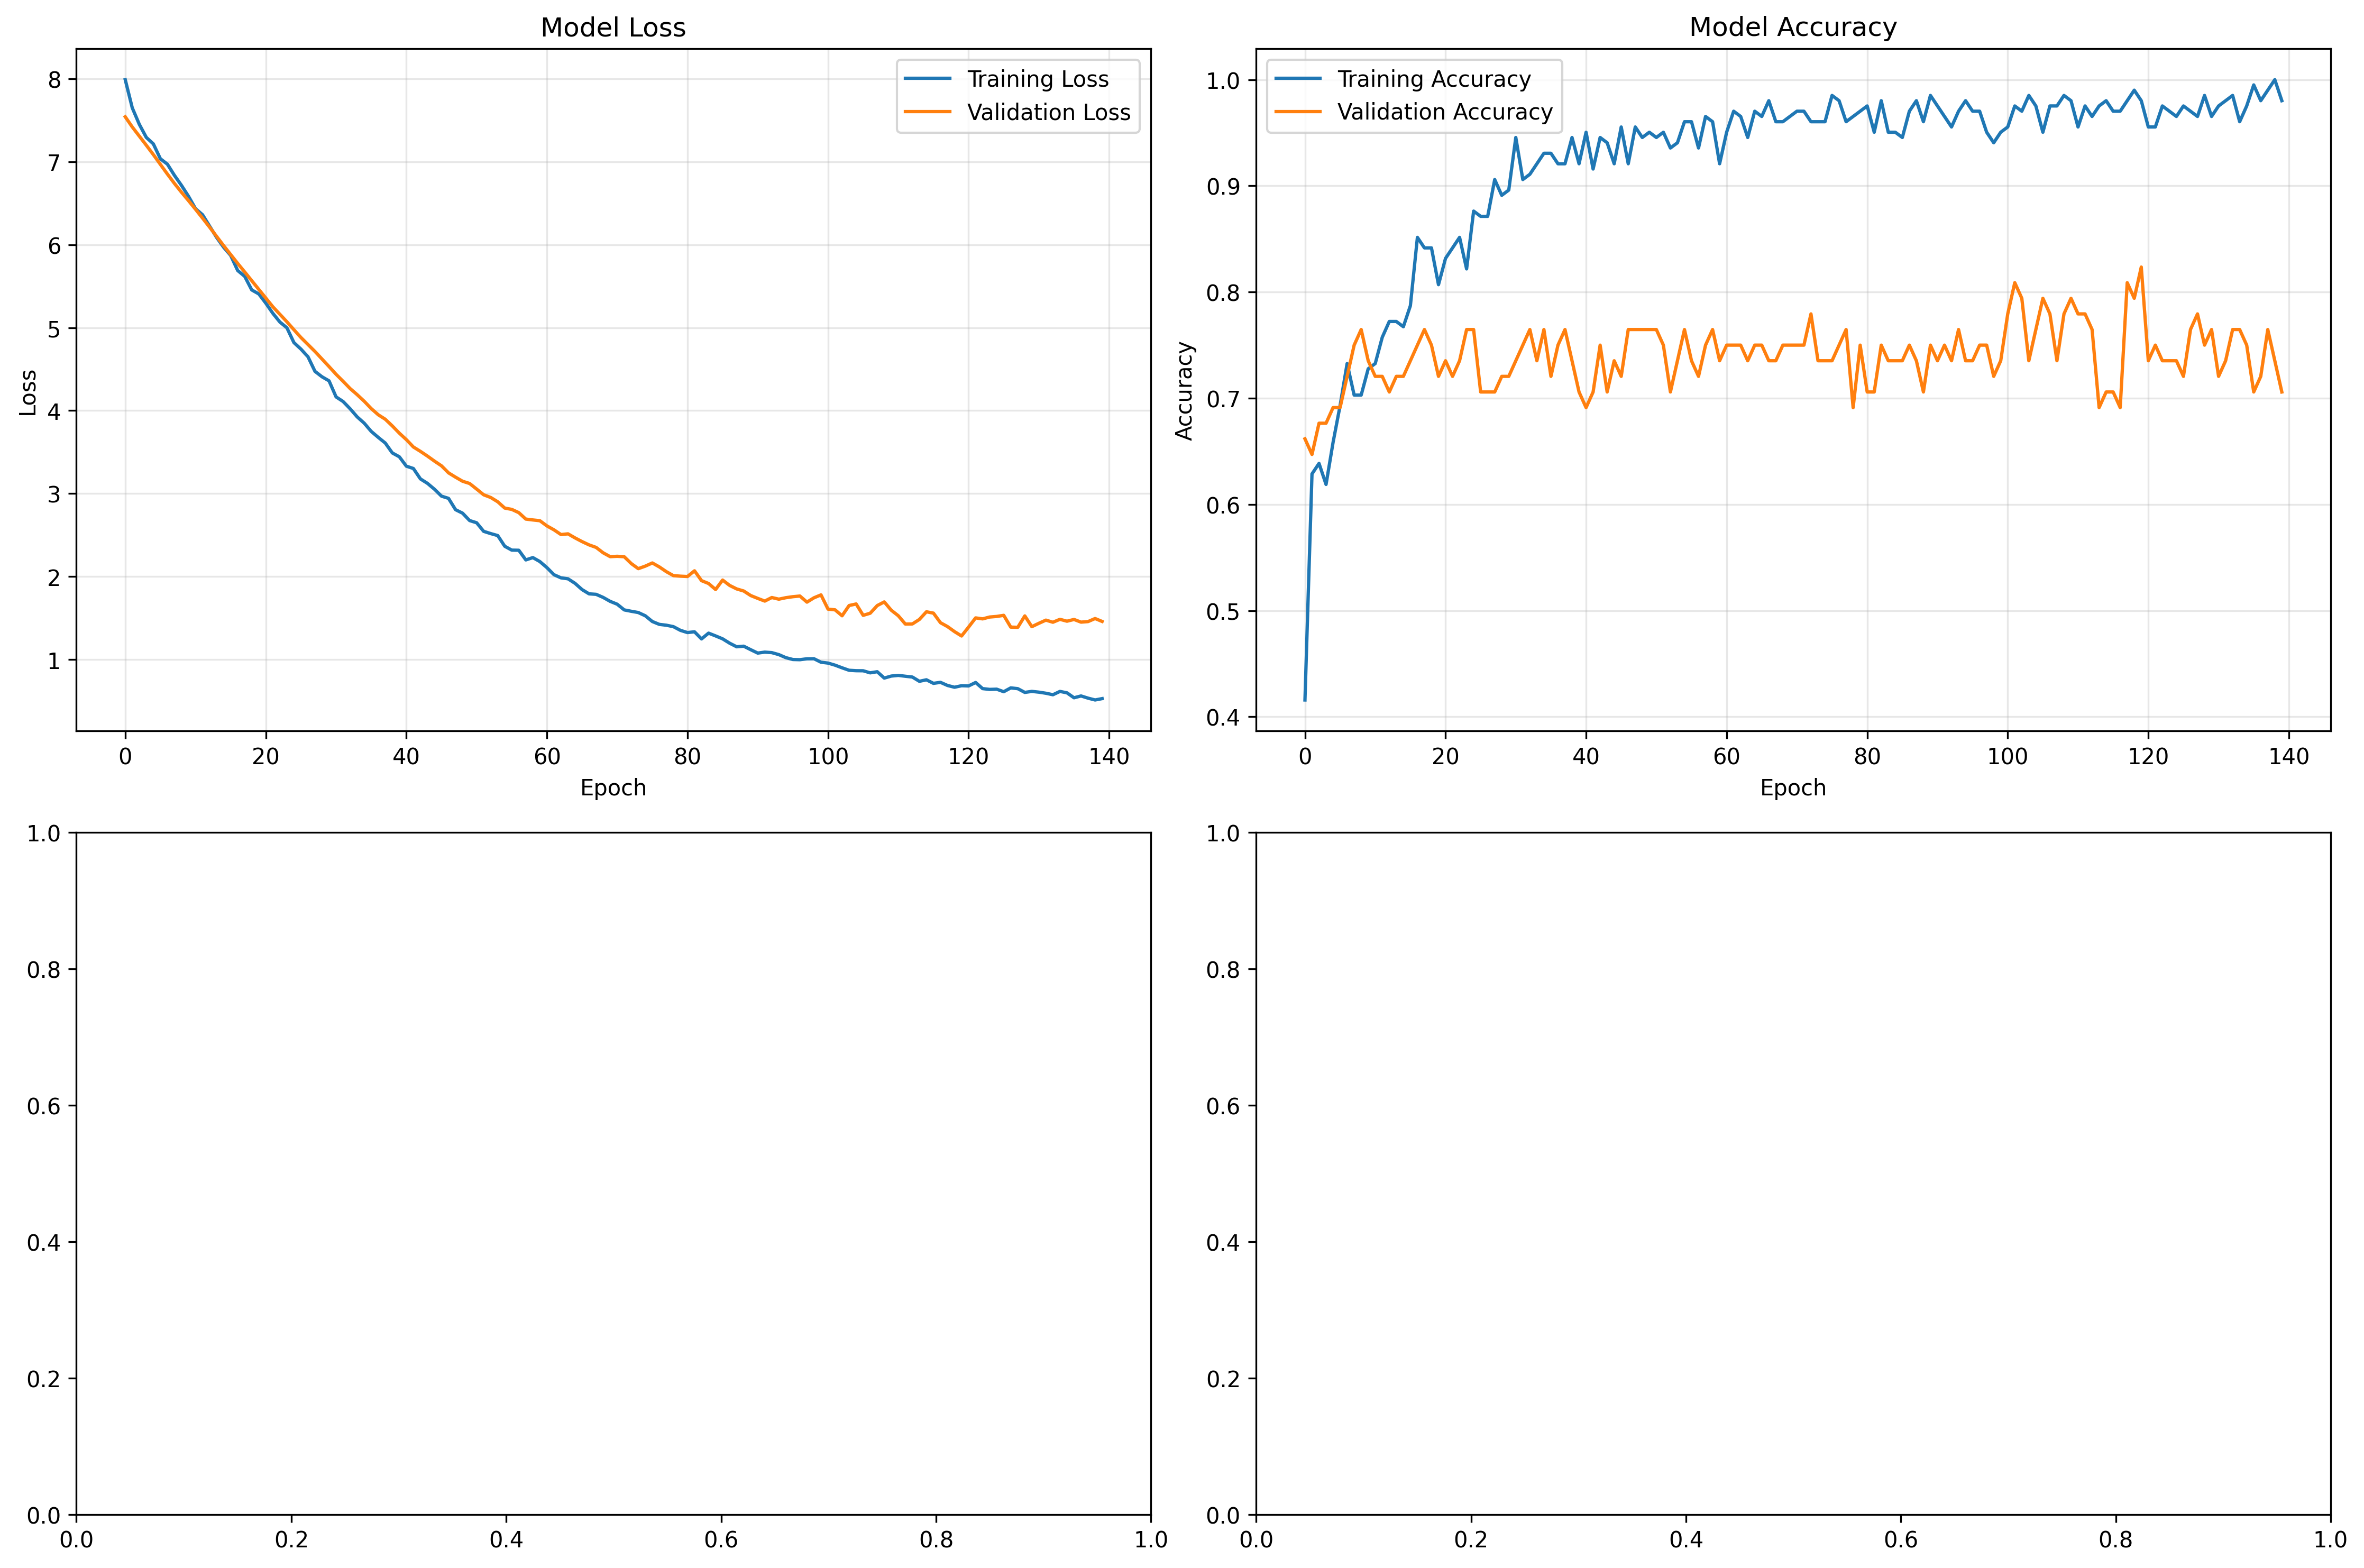 Model Loss
8
7
6
5
4
3
2
1
Loss
Training Loss
Validation Loss
0 20 40 60 80 100 120 140
Epoch
Model Accuracy
1.0
0.9
0.8
0.7
0.6
0.5
0.4
Accuracy
Training Accuracy
Validation Accuracy
0 20 40 60 80 100 120 140
Epoch
1.0
0.8
0.6
0.4
0.2
0.0
0.0 0.2 0.4 0.6 0.8 1.0
1.0
0.8
0.6
0.4
0.2
0.0
0.0 0.2 0.4 0.6 0.8 1.0